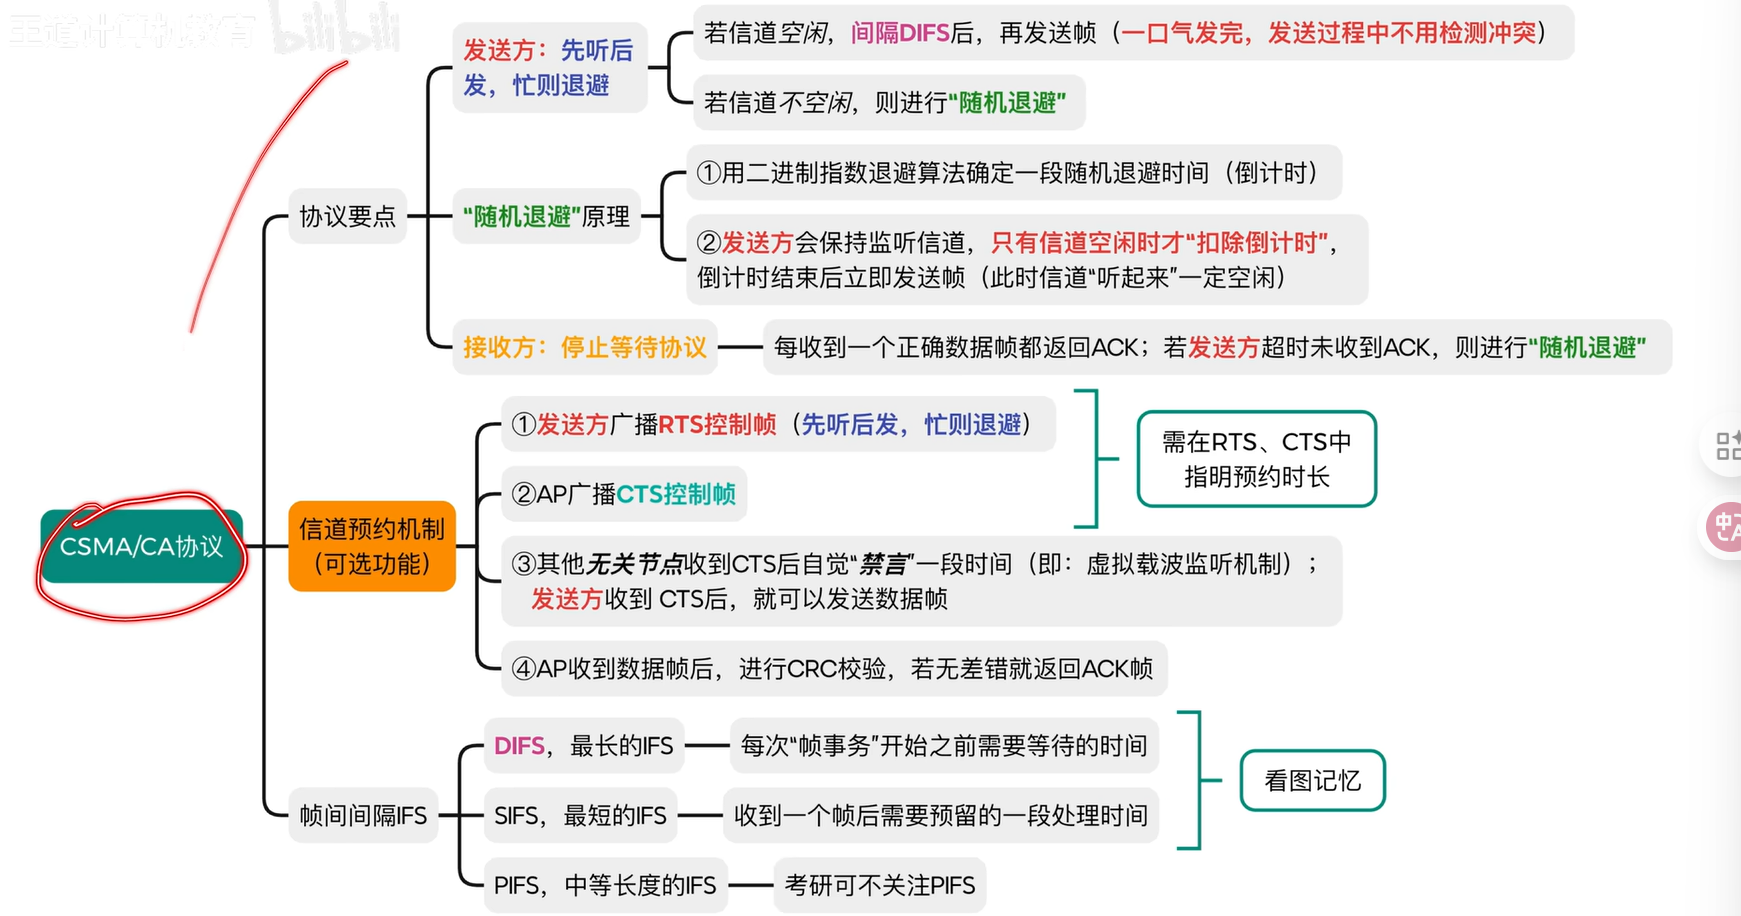 王道计算机教育 bilibili
若信道空闲，间隔DIFS后，再发送帧（一口气发完，发送过程中不用检测冲突）
发送方：先听后
发，忙则退避
若信道不空闲，则进行“随机退避”
①用二进制指数退避算法确定一段随机退避时间（倒计时）
协议要点
“随机退避”原理
②发送方会保持监听信道，只有信道空闲时才“扣除倒计时”，
倒计时结束后立即发送帧（此时信道“听起来”一定空闲）
接收方：停止等待协议
每收到一个正确数据帧都返回ACK；若发送方超时未收到ACK，则进行“随机退避”
①发送方广播RTS控制帧（先听后发，忙则退避）
需在RTS、CTS中
指明预约时长
②AP广播CTS控制帧
CSMA/CA协议
信道预约机制
（可选功能）
③其他无关节点收到CTS后自觉“禁言”一段时间（即：虚拟载波监听机制）；
发送方收到 CTS后，就可以发送数据帧
④AP收到数据帧后，进行CRC校验，若无差错就返回ACK帧
DIFS，最长的IFS
每次“帧事务”开始之前需要等待的时间
看图记忆
帧间间隔IFS
SIFS，最短的IFS
收到一个帧后需要预留的一段处理时间
PIFS，中等长度的IFS
考研可不关注PIFS